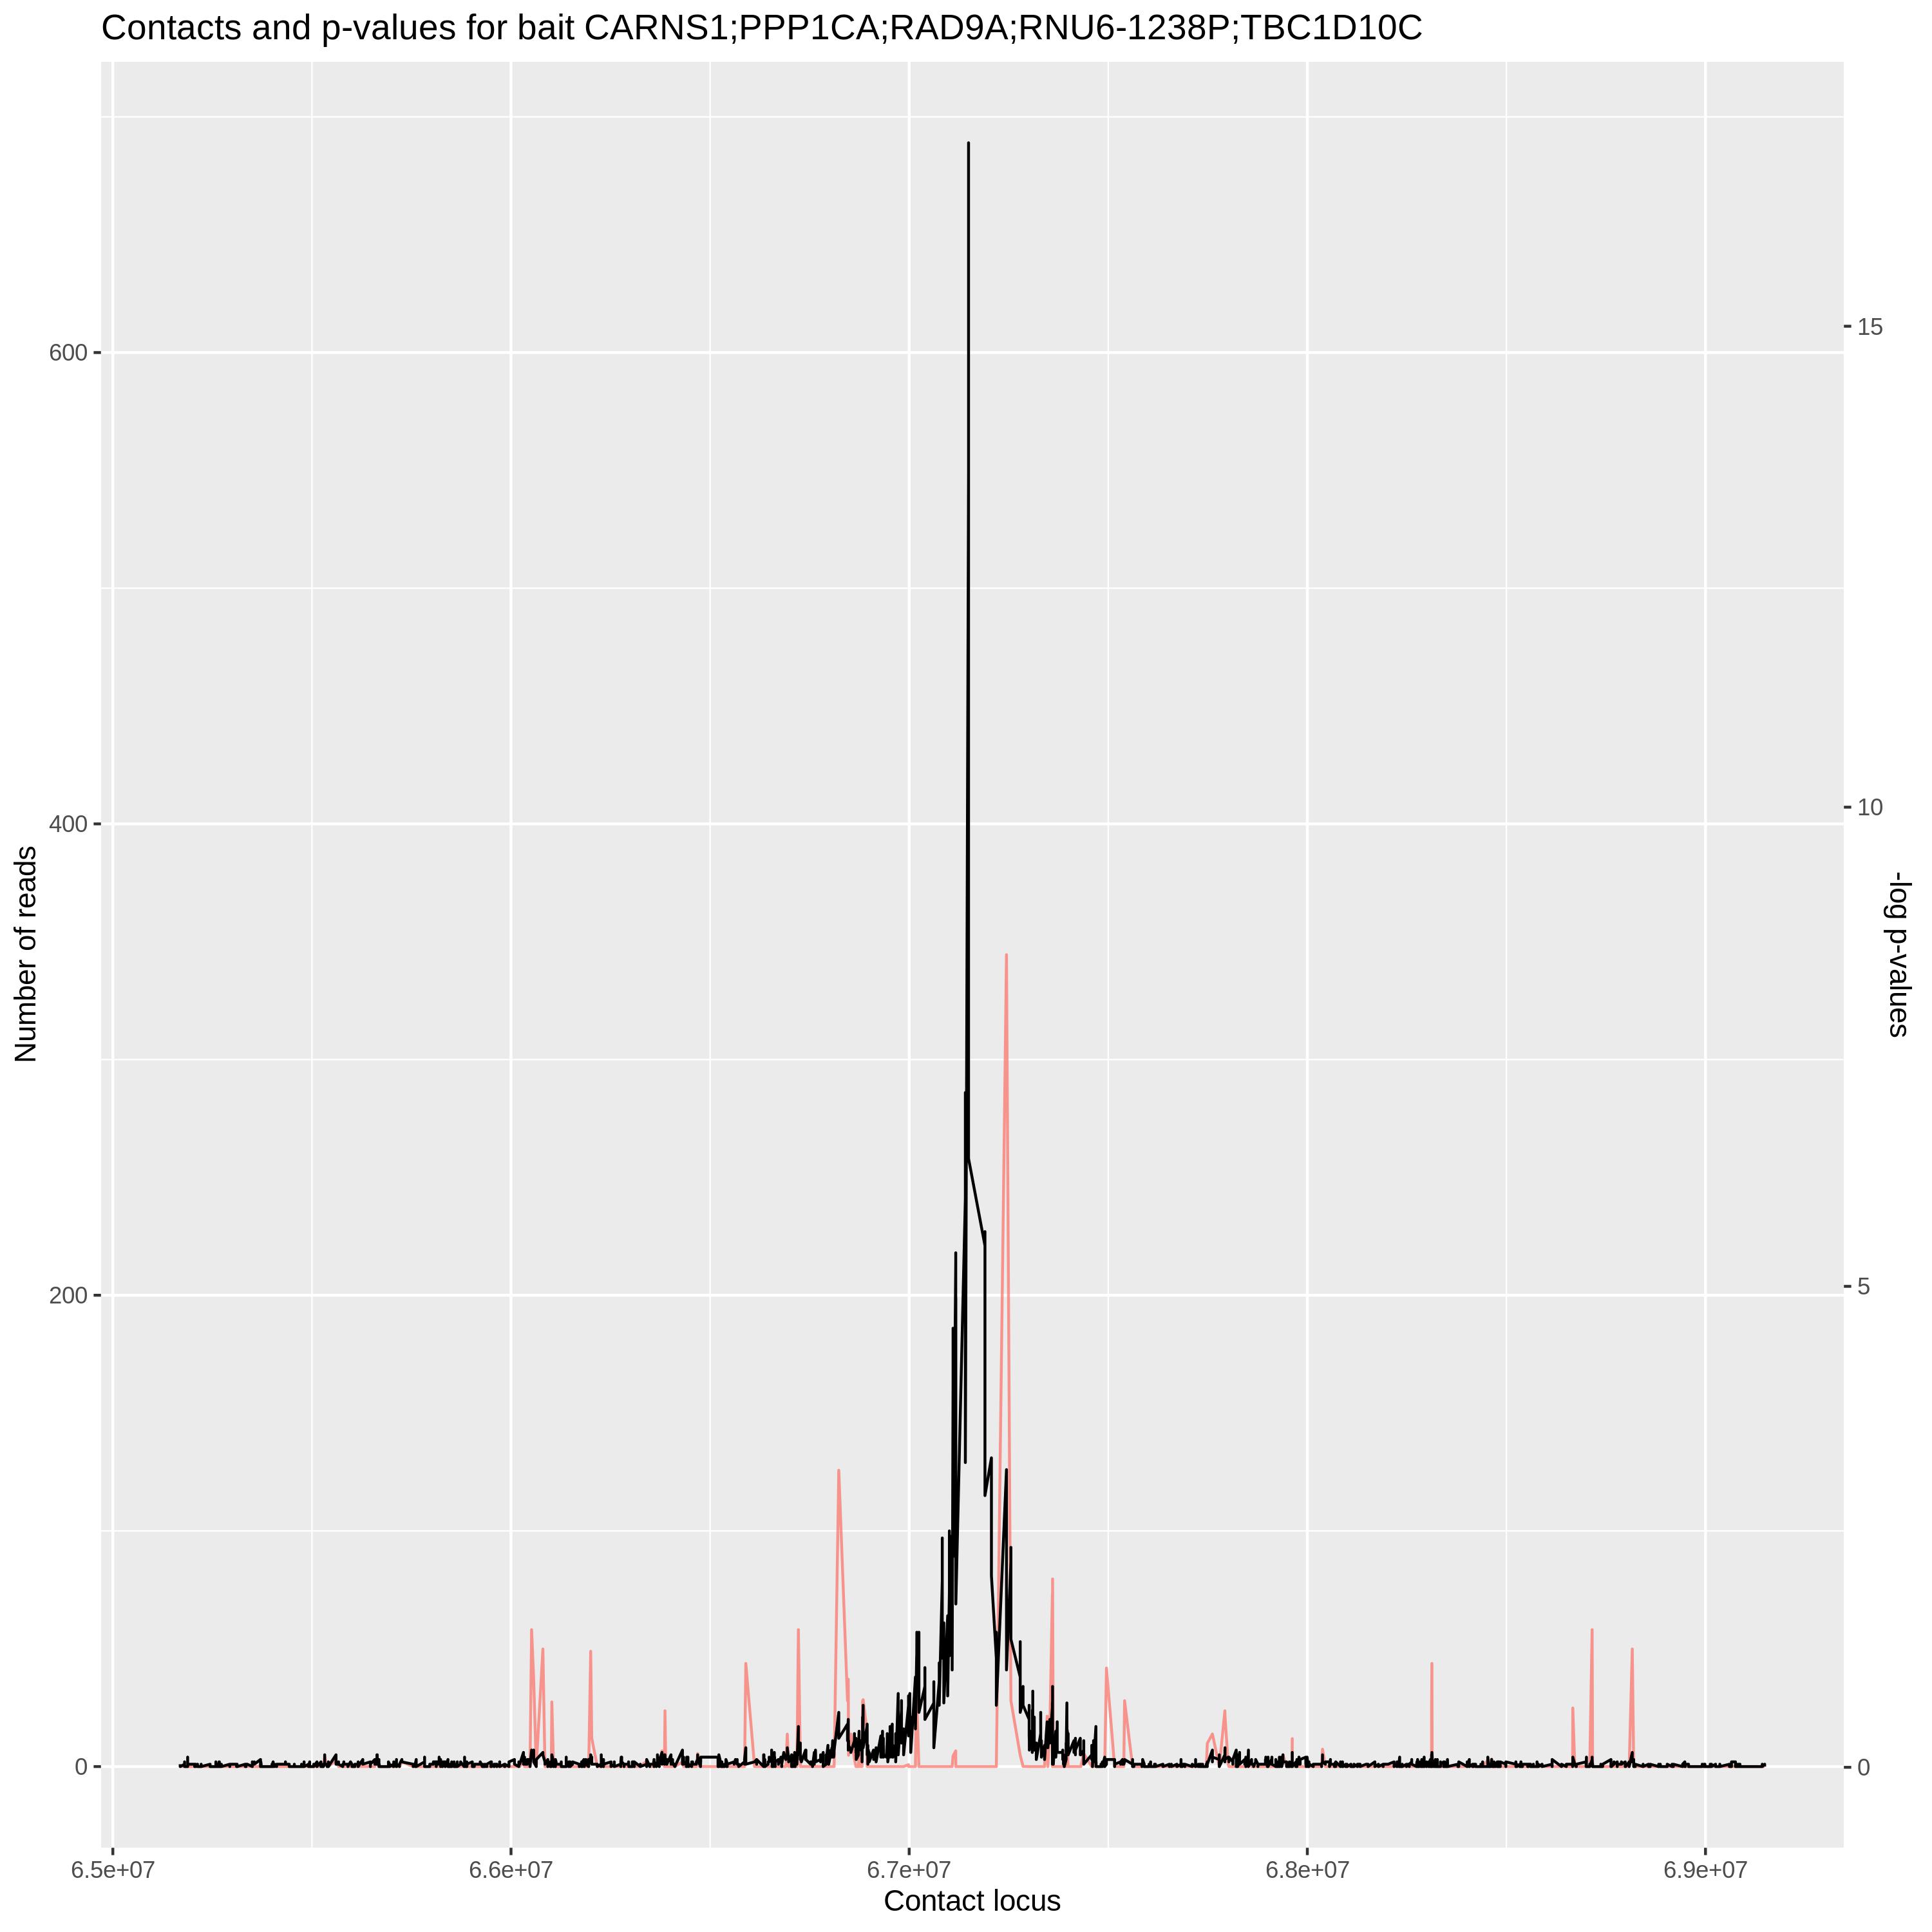 Contacts and p-values for bait CARNS1;PPP1CA;RAD9A;RNU6-1238P;TBC1D10C
Number of reads
600
400
200
0
15
10
5
0
-log p-values
6.5e+07 6.6e+07 6.7e+07 6.8e+07 6.9e+07
Contact locus